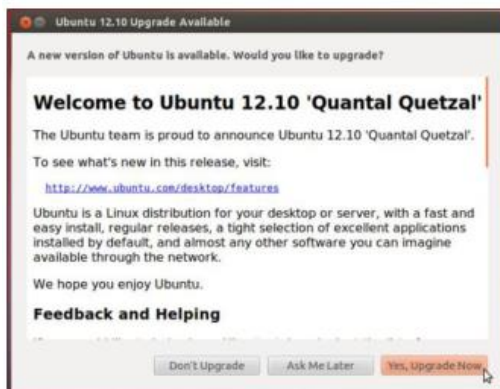 Ubuntu 12.10 Upgrade Available
A new version of Ubuntu is available. Would you like to upgrade?
Welcome to Ubuntu 12.10 'Quantal Quetzal'
The Ubuntu team is proud to announce Ubuntu 12.10 'Quantal Quetzal'.
To see what's new in this release, visit:
http://www.ubuntu.com/desktop/features
Ubuntu is a Linux distribution for your desktop or server, with a fast and
easy install, regular releases, a tight selection of excellent applications
installed by default, and almost any other software you can imagine
available through the network.
We hope you enjoy Ubuntu.
Feedback and Helping
Don't Upgrade Ask Me Later Yes, Upgrade Now